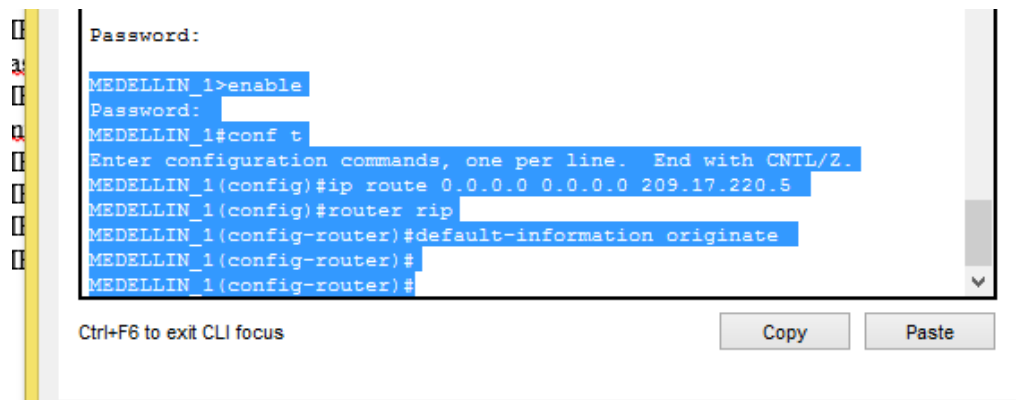 Password:
MEDELLIN_1>enable
Password:
MEDELLIN_1#conf t
Enter configuration commands, one per line.  End with CNTL/Z.
MEDELLIN_1(config)#ip route 0.0.0.0 0.0.0.0 209.17.220.5
MEDELLIN_1(config)#router rip
MEDELLIN_1(config-router)#default-information originate
MEDELLIN_1(config-router)#
MEDELLIN_1(config-router)#
Ctrl+F6 to exit CLI focus
Copy
Paste